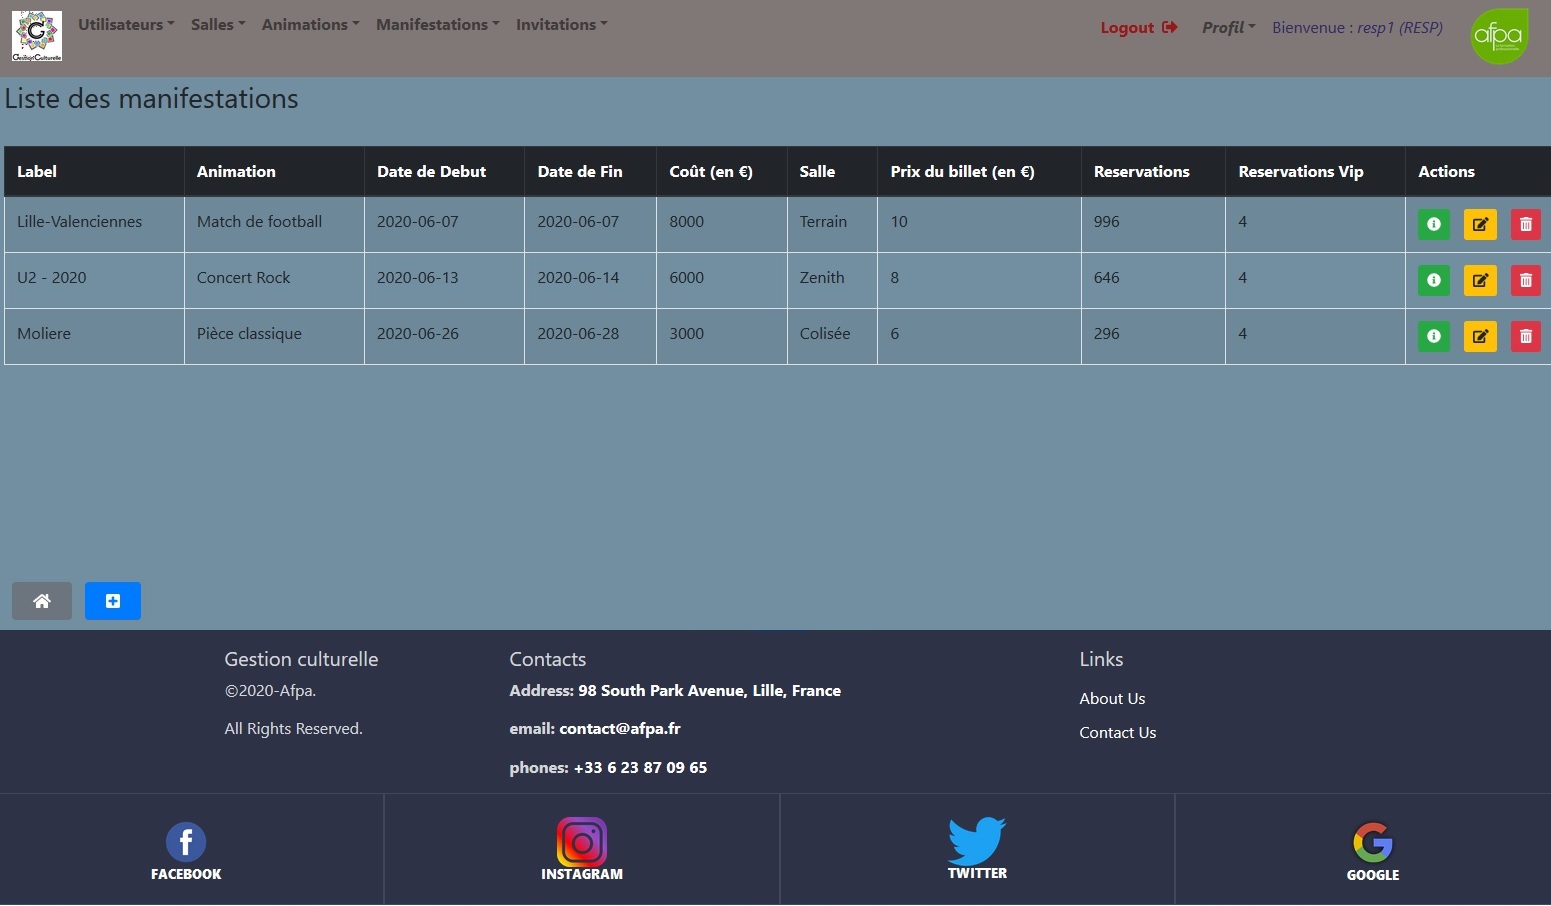 Gestion Culturelle
Utilisateurs Salles Animations Manifestations Invitations Logout Profil Bienvenue : resp1 (RESP) afpa
Liste des manifestations
Label Animation Date de Debut Date de Fin Coût (en €) Salle Prix du billet (en €) Reservations Reservations Vip Actions
Lille-Valenciennes Match de football 2020-06-07 2020-06-07 8000 Terrain 10 996 4
U2 - 2020 Concert Rock 2020-06-13 2020-06-14 6000 Zenith 8 646 4
Moliere Pièce classique 2020-06-26 2020-06-28 3000 Colisée 6 296 4
Gestion culturelle
©2020-Afpa.
All Rights Reserved.
Contacts
Address: 98 South Park Avenue, Lille, France
email: contact@afpa.fr
phones: +33 6 23 87 09 65
Links
About Us
Contact Us
FACEBOOK INSTAGRAM TWITTER GOOGLE